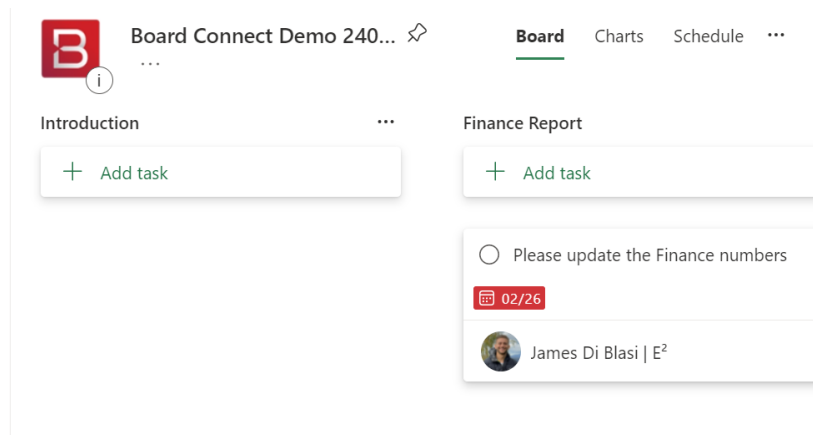 B
i
Board Connect Demo 240...
...
Board Charts Schedule ...
Introduction ...
Add task
Finance Report
Add task
Please update the Finance numbers
02/26
James Di Blasi | E²